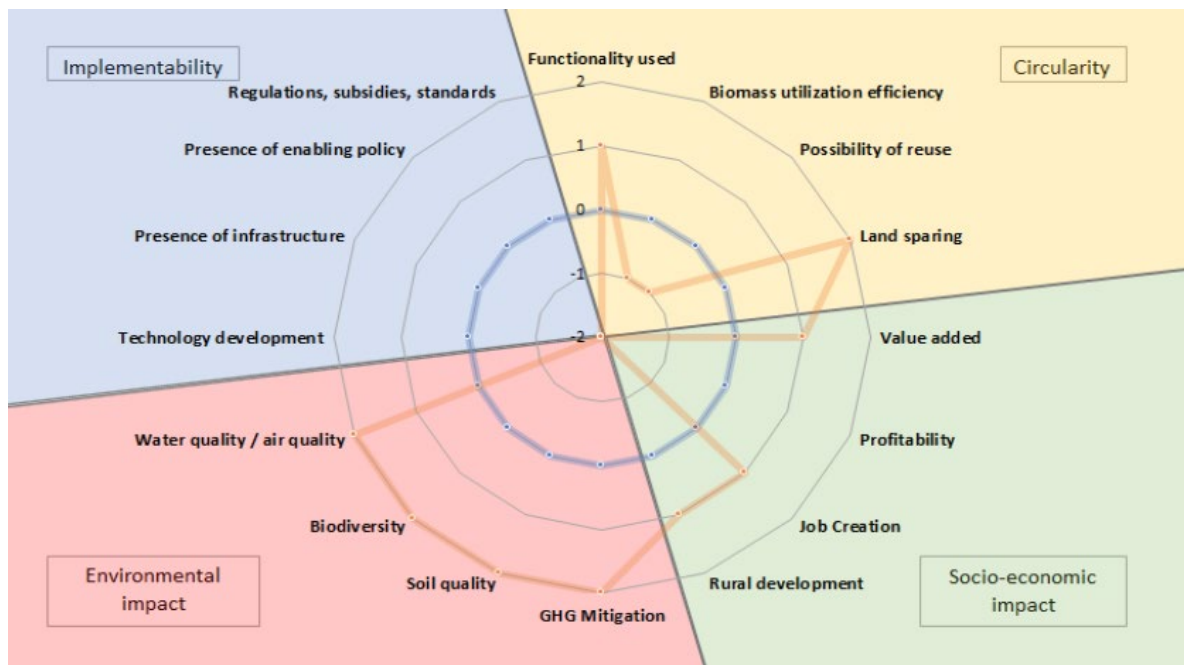 Implementability
Circularity
Functionality used
Regulations, subsidies, standards
Biomass utilization efficiency
Presence of enabling policy
Possibility of reuse
Presence of infrastructure
Land sparing
Technology development
Value added
Water quality / air quality
Profitability
Biodiversity
Job Creation
Soil quality
Rural development
GHG Mitigation
Environmental
impact
Socio-economic
impact
2
1
0
-1
-2